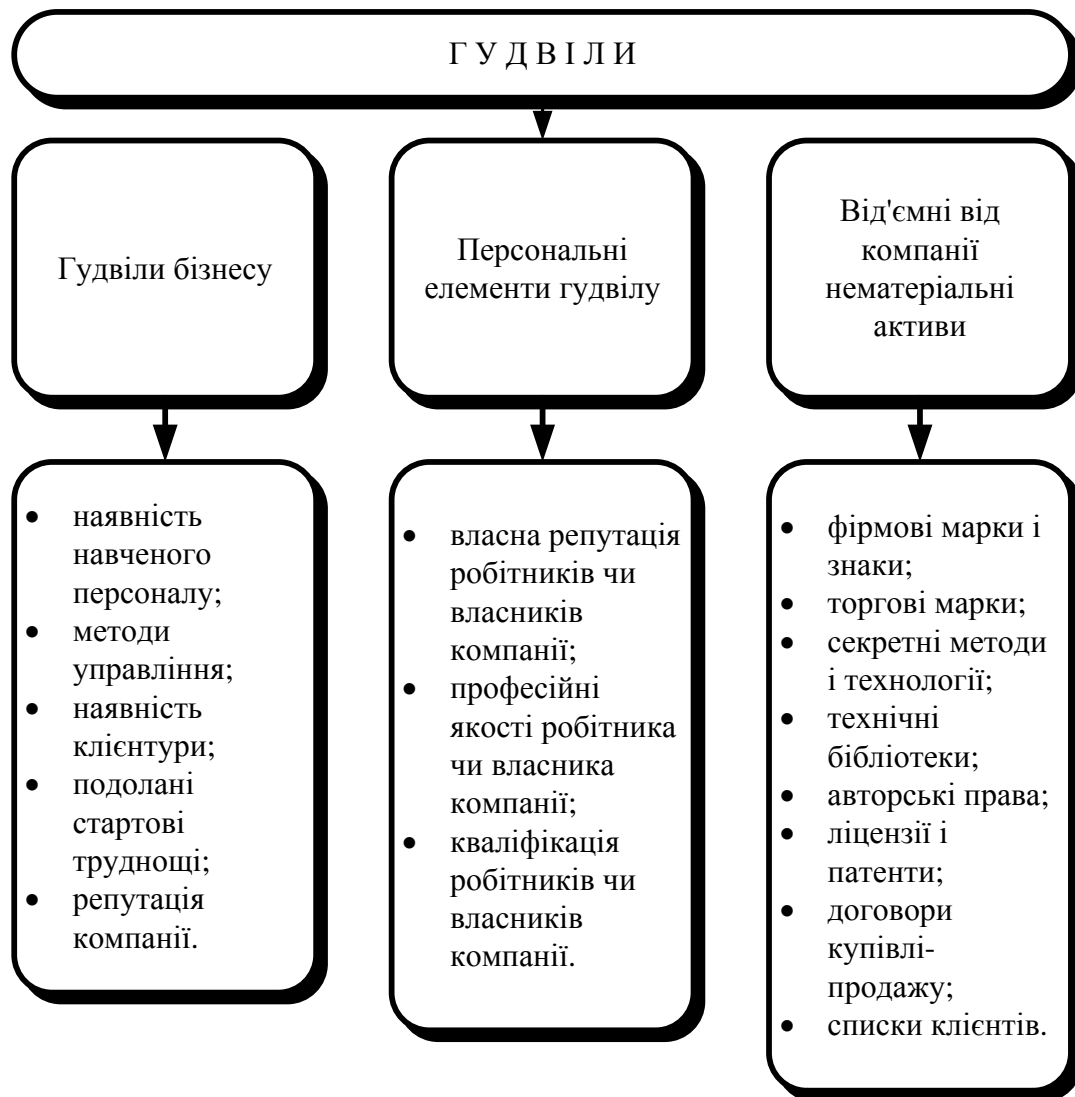 Г У Д В І Л И
Гудвіли бізнесу
Персональні
елементи гудвілу
Від'ємні від
компанії
нематеріальні
активи
• наявність
навченого
персоналу;
• методи
управління;
• наявність
клієнтури;
• подолані
стартові
труднощі;
• репутація
компанії.
• власна репутація
робітників чи
власників
компанії;
• професійні
якості робітника
чи власника
компанії;
• кваліфікація
робітників чи
власників
компанії.
• фірмові марки і
знаки;
• торгові марки;
• секретні методи
і технології;
• технічні
бібліотеки;
• авторські права;
• ліцензії і
патенти;
• договори
купівлі-
продажу;
• списки клієнтів.